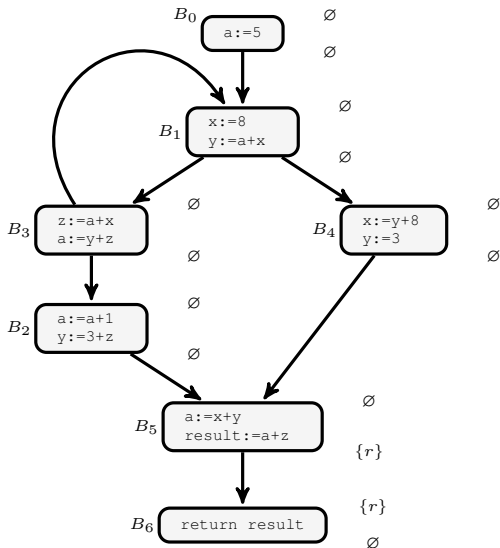 B0
a:=5
∅
∅
B1
x:=8
y:=a+x
∅
∅
B3
z:=a+x
a:=y+z
∅
∅
B4
x:=y+8
y:=3
∅
∅
B2
a:=a+1
y:=3+z
∅
∅
B5
a:=x+y
result:=a+z
∅
{r}
B6
return result
{r}
∅